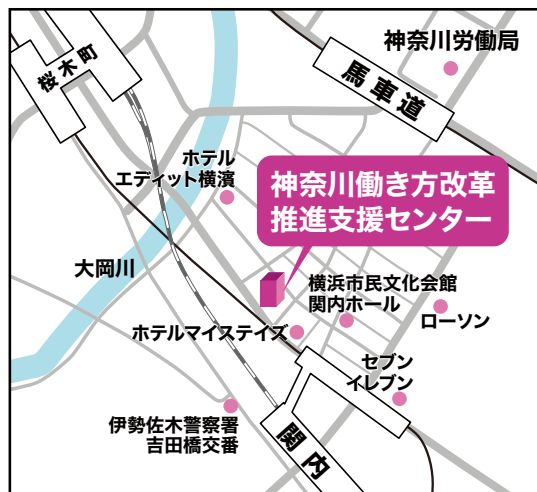 神奈川労働局
桜木町
馬車道
ホテル
エディット横濱
神奈川働き方改革
推進支援センター
大岡川
横浜市民文化会館
関内ホール
ローソン
ホテルマイステイズ
セブン
イレブン
伊勢佐木警察署
吉田橋交番
関内